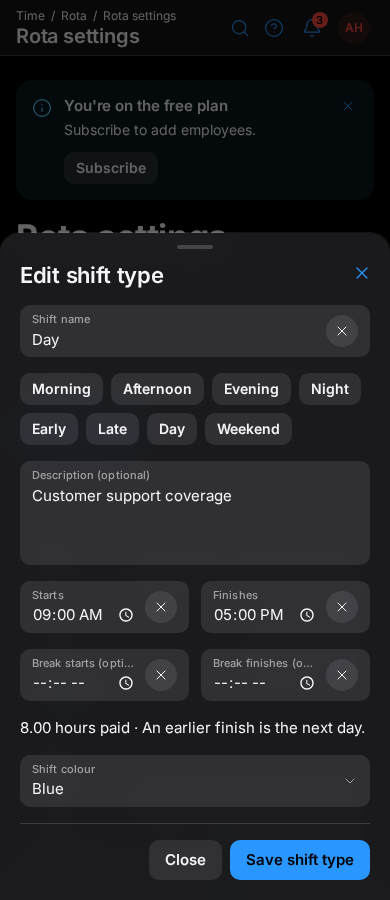 Time / Rota / Rota settings
Rota settings
3
AH
You're on the free plan
Subscribe to add employees.
Subscribe
Rota settings
Edit shift type
Shift name
Day
Morning Afternoon Evening Night
Early Late Day Weekend
Description (optional)
Customer support coverage
Starts Finishes
09:00 AM 05:00 PM
Break starts (opti... Break finishes (o...
--:-- -- --:-- --
8.00 hours paid · An earlier finish is the next day.
Shift colour
Blue
Close Save shift type